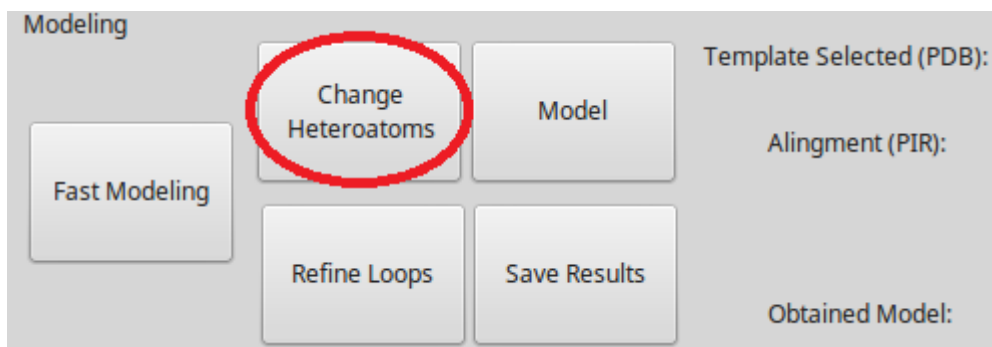 Modeling
Change
Heteroatoms
Model
Template Selected (PDB):
Alingment (PIR):
Fast Modeling
Refine Loops
Save Results
Obtained Model: